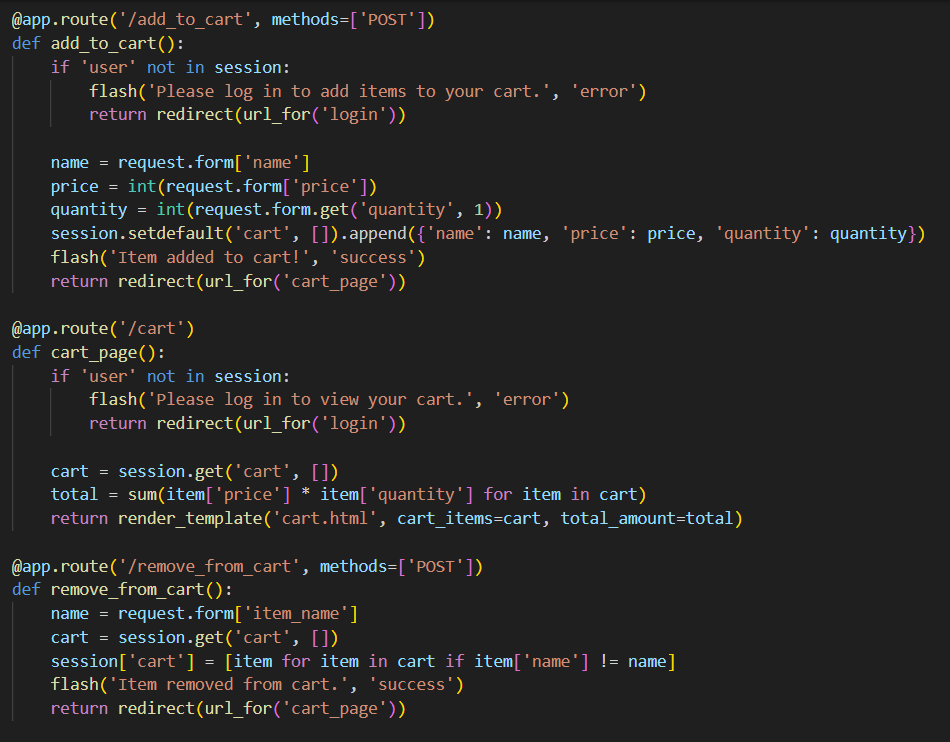 @app.route('/add_to_cart', methods=['POST'])
def add_to_cart():
    if 'user' not in session:
        flash('Please log in to add items to your cart.', 'error')
        return redirect(url_for('login'))

    name = request.form['name']
    price = int(request.form['price'])
    quantity = int(request.form.get('quantity', 1))
    session.setdefault('cart', []).append({'name': name, 'price': price, 'quantity': quantity})
    flash('Item added to cart!', 'success')
    return redirect(url_for('cart_page'))

@app.route('/cart')
def cart_page():
    if 'user' not in session:
        flash('Please log in to view your cart.', 'error')
        return redirect(url_for('login'))

    cart = session.get('cart', [])
    total = sum(item['price'] * item['quantity'] for item in cart)
    return render_template('cart.html', cart_items=cart, total_amount=total)

@app.route('/remove_from_cart', methods=['POST'])
def remove_from_cart():
    name = request.form['item_name']
    cart = session.get('cart', [])
    session['cart'] = [item for item in cart if item['name'] != name]
    flash('Item removed from cart.', 'success')
    return redirect(url_for('cart_page'))